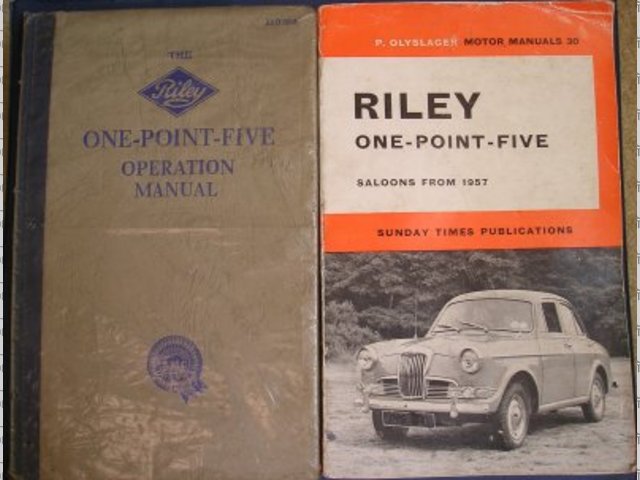 THE
Riley
ONE-POINT-FIVE
OPERATION
MANUAL
P. OLYSLAGER MOTOR MANUALS 30
RILEY
ONE-POINT-FIVE
SALOONS FROM 1957
SUNDAY TIMES PUBLICATIONS